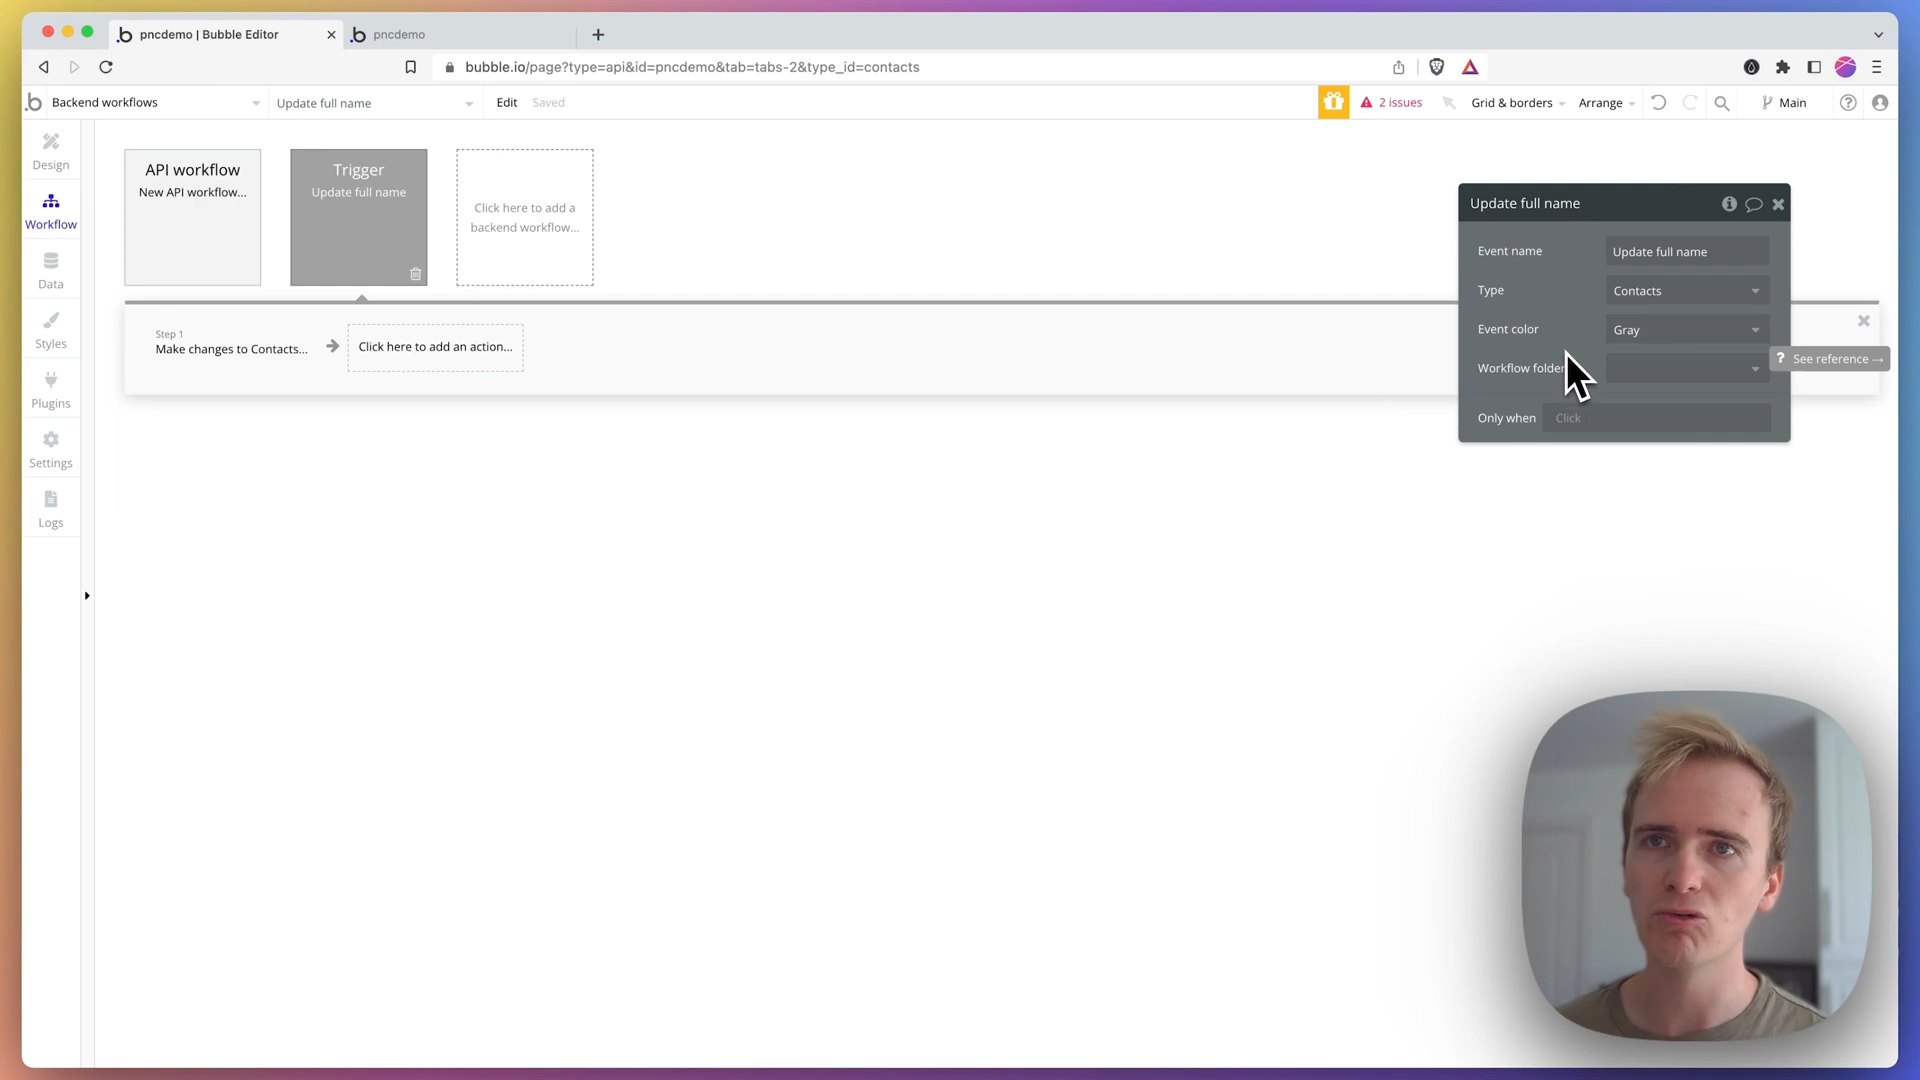 pncdemo | Bubble Editor
pncdemo
bubble.io/page?type=api&id=pncdemo&tab=tabs-2&type_id=contacts
Backend workflows
Update full name
Edit
Saved
2 issues
Grid & borders
Arrange
Main
Design
Workflow
Data
Styles
Plugins
Settings
Logs
API workflow
New API workflow...
Trigger
Update full name
Click here to add a
backend workflow...
Step 1
Make changes to Contacts...
Click here to add an action...
Update full name
Event name
Update full name
Type
Contacts
Event color
Gray
Workflow folder
? See reference →
Only when
Click